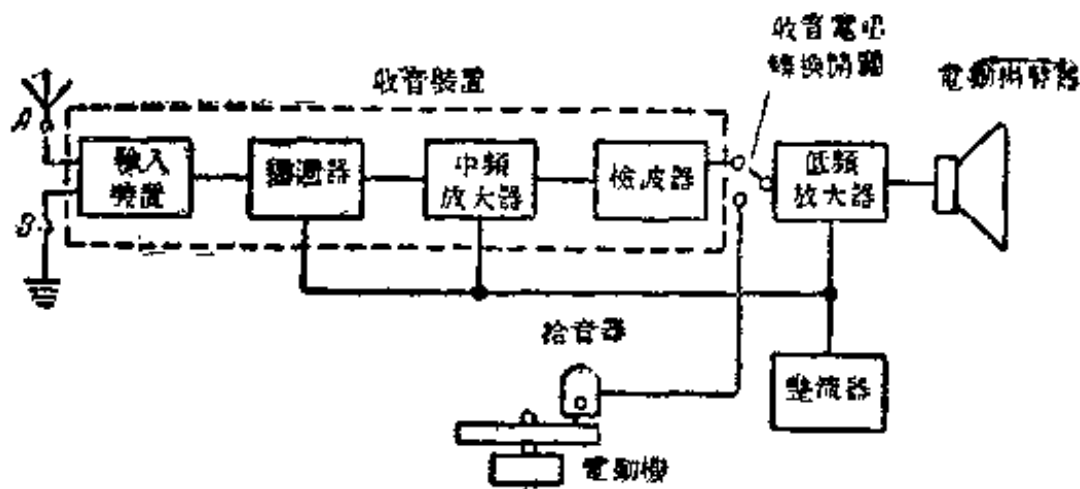 收音電唱
轉換開關
收音裝置
電動揚聲器
A
輸入
裝置
變週器
中頻
放大器
檢波器
低頻
放大器
B
拾音器
整流器
電動機